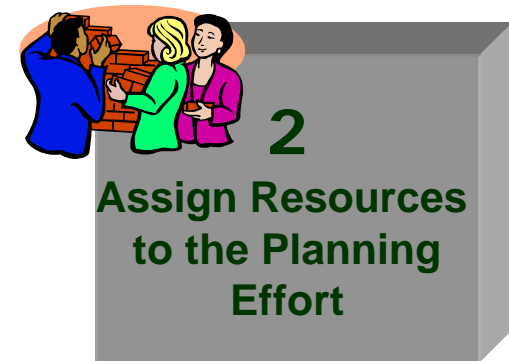 2
Assign Resources
to the Planning
Effort